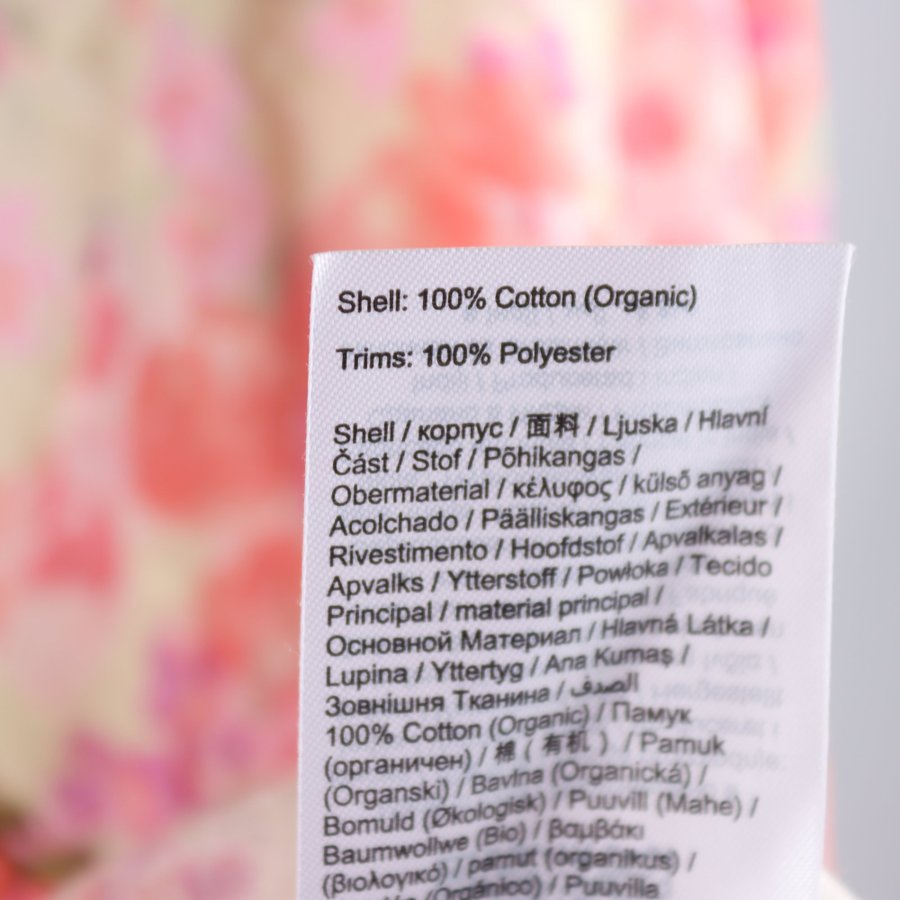 Shell: 100% Cotton (Organic)
Trims: 100% Polyester
Shell / корпус / 面料 / Ljuska / Hlavní
Část / Stof / Põhikangas /
Obermaterial / κέλυφος / külső anyag /
Acolchado / Päälliskangas / Extérieur /
Rivestimento / Hoofdstof / Apvalkalas /
Apvalks / Ytterstoff / Powłoka / Tecido
Principal / material principal /
Основной Материал / Hlavná Látka /
Lupina / Yttertyg / Ana Kumaş /
Зовнішня Тканина / الصدف
100% Cotton (Organic) / Памук
(органичен) / 棉 ( 有机 ) / Pamuk
(Organski) / Bavlna (Organická) /
Bomuld (Økologisk) / Puuvill (Mahe) /
Baumwollwe (Bio) / βαμβάκι
(βιολογικό) / pamut (organikus) /
(Orgánico) / Puuvilla